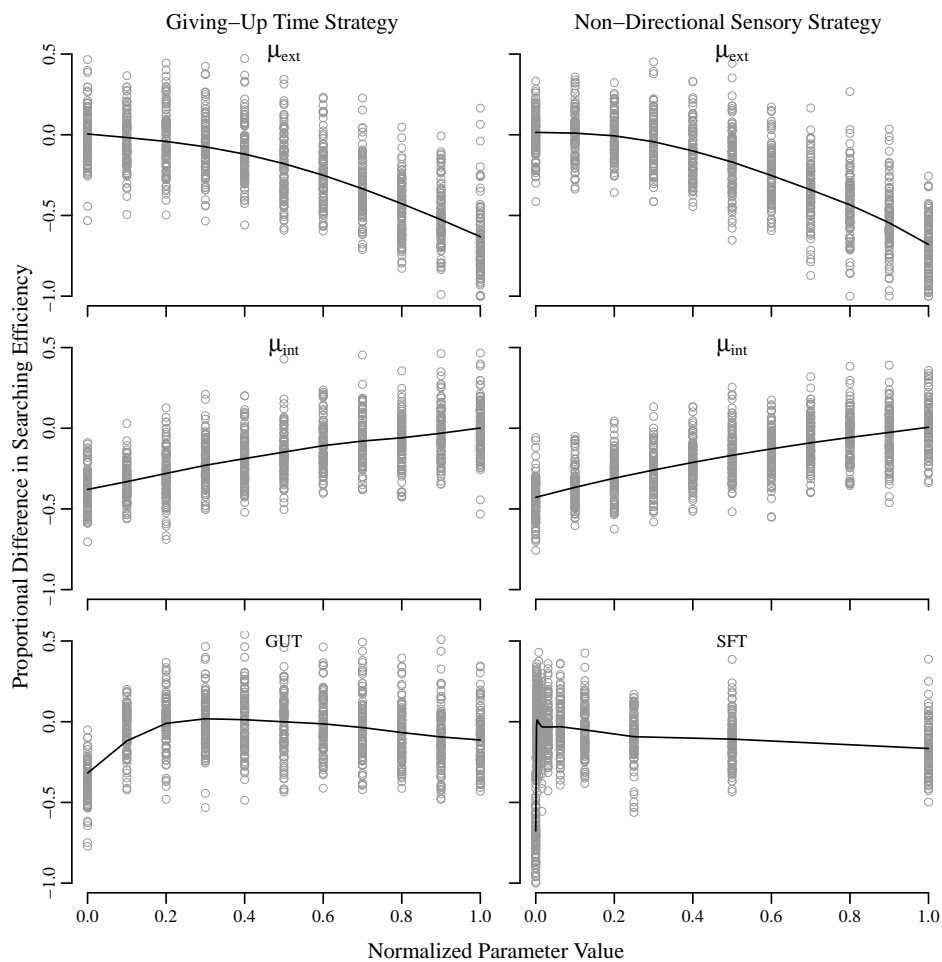 Giving−Up Time Strategy
Non−Directional Sensory Strategy
μext
μext
0.5
0.0
−0.5
−1.0
μint
μint
0.5
0.0
−0.5
−1.0
GUT
SFT
0.5
0.0
−0.5
−1.0
0.0 0.2 0.4 0.6 0.8 1.0
0.0 0.2 0.4 0.6 0.8 1.0
Proportional Difference in Searching Efficiency
Normalized Parameter Value